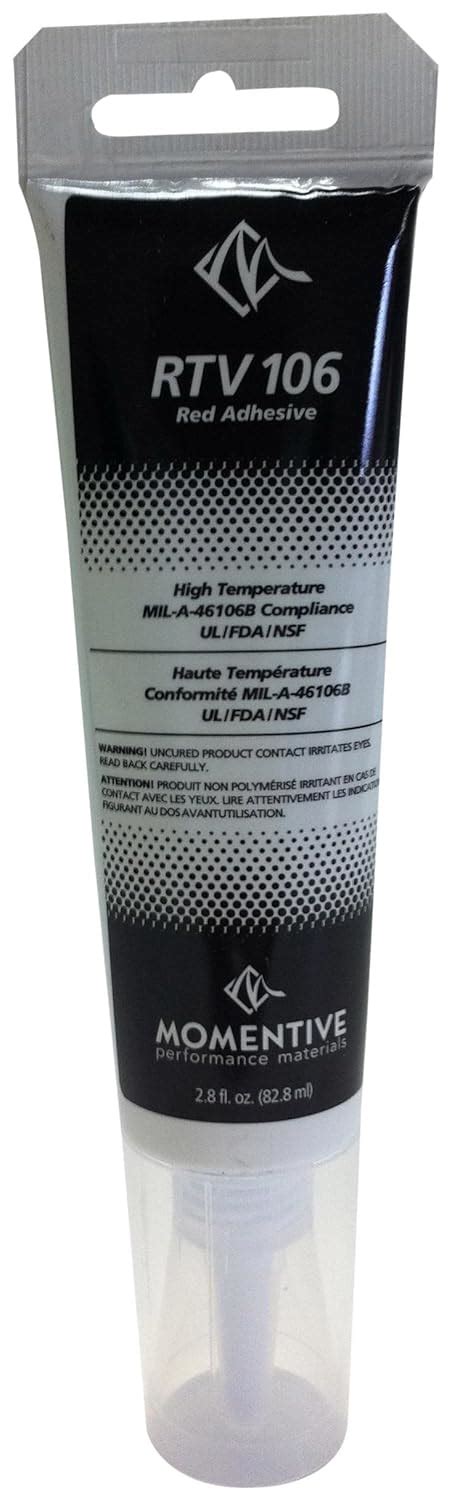 RTV 106
Red Adhesive
High Temperature
MIL-A-46106B Compliance
UL/FDA/NSF
Haute Température
Conformité MIL-A-46106B
UL/FDA/NSF
WARNING! UNCURED PRODUCT CONTACT IRRITATES EYES.
READ BACK CAREFULLY.
ATTENTION! PRODUIT NON POLYMÉRISÉ IRRITANT EN CAS DE
CONTACT AVEC LES YEUX. LIRE ATTENTIVEMENT LES INDICATION
FIGURANT AU DOS AVANTUTILISATION.
MOMENTIVE
performance materials
2.8 fl. oz. (82.8 ml)